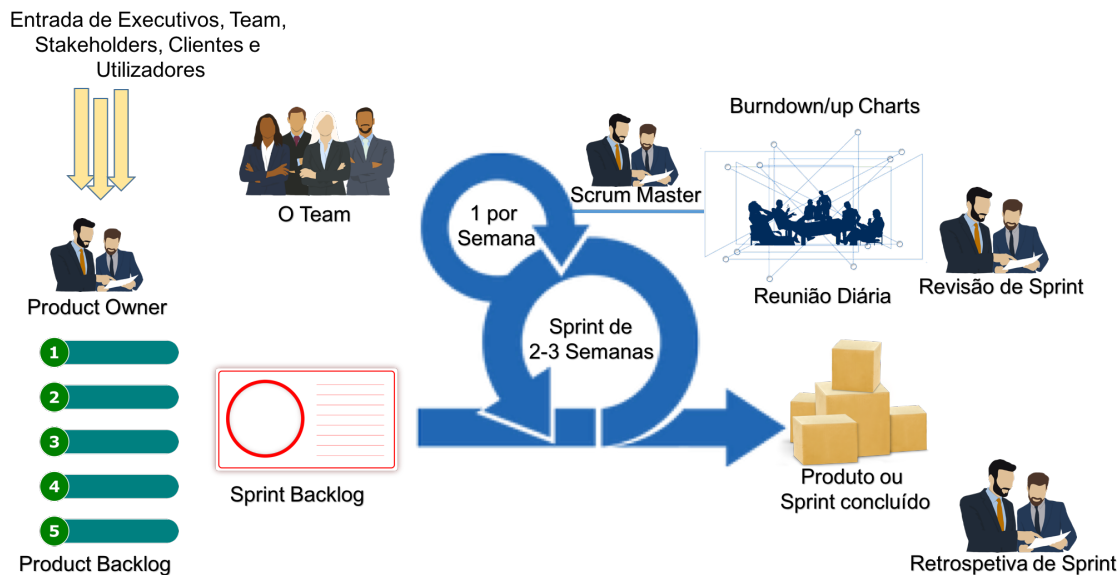 Entrada de Executivos, Team,
Stakeholders, Clientes e
Utilizadores
O Team
Product Owner
1
2
3
4
5
Product Backlog
Sprint Backlog
1 por
Semana
Sprint de
2-3 Semanas
Scrum Master
Burndown/up Charts
Reunião Diária
Revisão de Sprint
Produto ou
Sprint concluído
Retrospetiva de Sprint